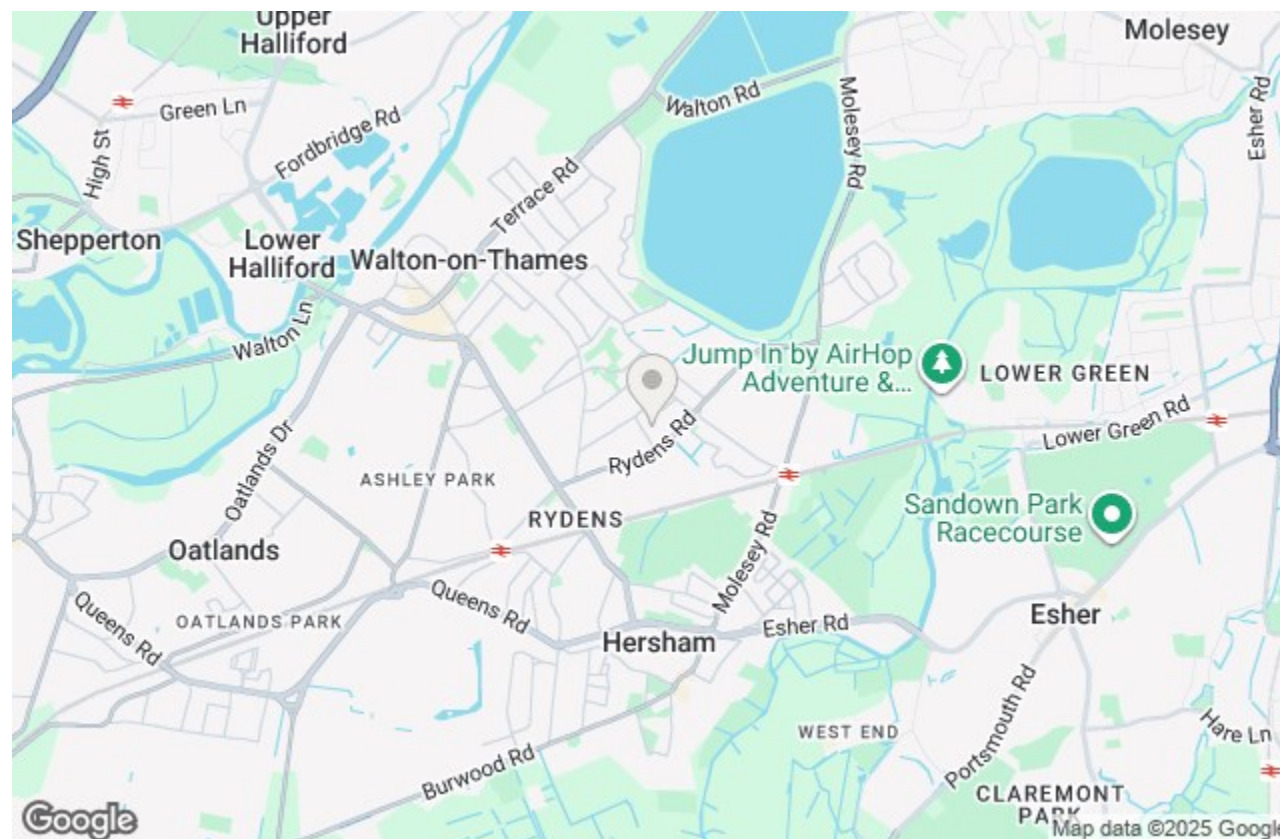 Upper
Halliford
Molesey
Green Ln
Walton Rd
Molesey Rd
Esher Rd
High St
Fordbridge Rd
Terrace Rd
Shepperton
Lower
Halliford
Walton-on-Thames
Walton Ln
Jump In by AirHop
Adventure &...
LOWER GREEN
Lower Green Rd
Oatlands Dr
ASHLEY PARK
Rydens Rd
RYDENS
Sandown Park
Racecourse
Oatlands
Molesey Rd
Queens Rd
Queens Rd
OATLANDS PARK
Hersham
Esher Rd
Esher
Portsmouth Rd
WEST END
Hare Ln
Burwood Rd
CLAREMONT
PARK
Google
Map data ©2025 Google